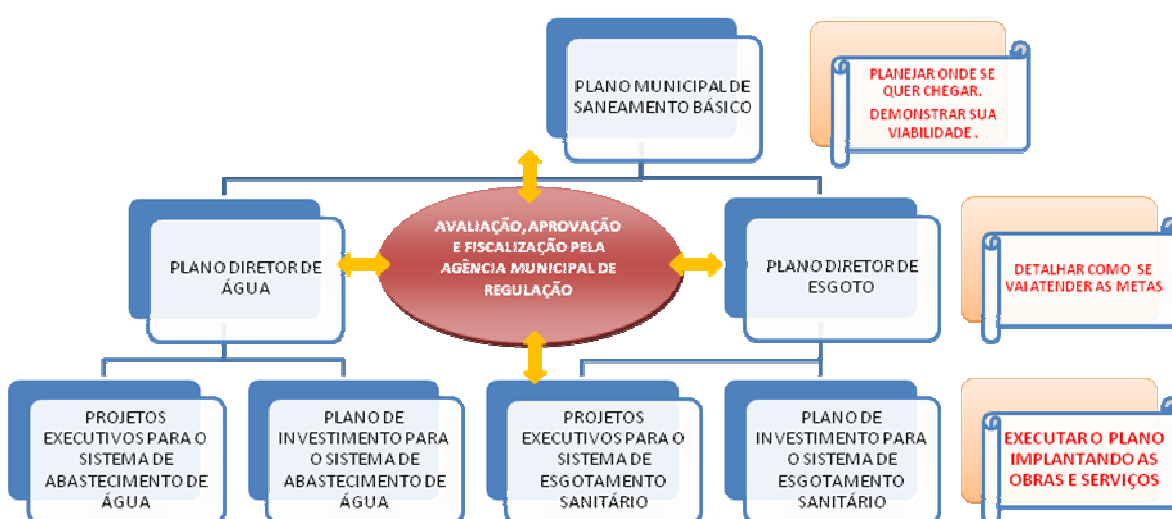 PLANO MUNICIPAL DE
SANEAMENTO BÁSICO
PLANEJAR ONDE SE
QUER CHEGAR.
DEMONSTRAR SUA
VIABILIDADE .
AVALIAÇÃO, APROVAÇÃO
E FISCALIZAÇÃO PELA
AGÊNCIA MUNICIPAL DE
REGULAÇÃO
PLANO DIRETOR DE
ÁGUA
PLANO DIRETOR DE
ESGOTO
DETALHAR COMO SE
VAI ATENDER AS METAS
PROJETOS
EXECUTIVOS PARA O
SISTEMA DE
ABASTECIMENTO DE
ÁGUA
PLANO DE
INVESTIMENTO PARA
O SISTEMA DE
ABASTECIMENTO DE
ÁGUA
PROJETOS
EXECUTIVOS PARA O
SISTEMA DE
ESGOTAMENTO
SANITÁRIO
PLANO DE
INVESTIMENTO PARA
O SISTEMA DE
ESGOTAMENTO
SANITÁRIO
EXECUTAR O PLANO
IMPLANTANDO AS
OBRAS E SERVIÇOS